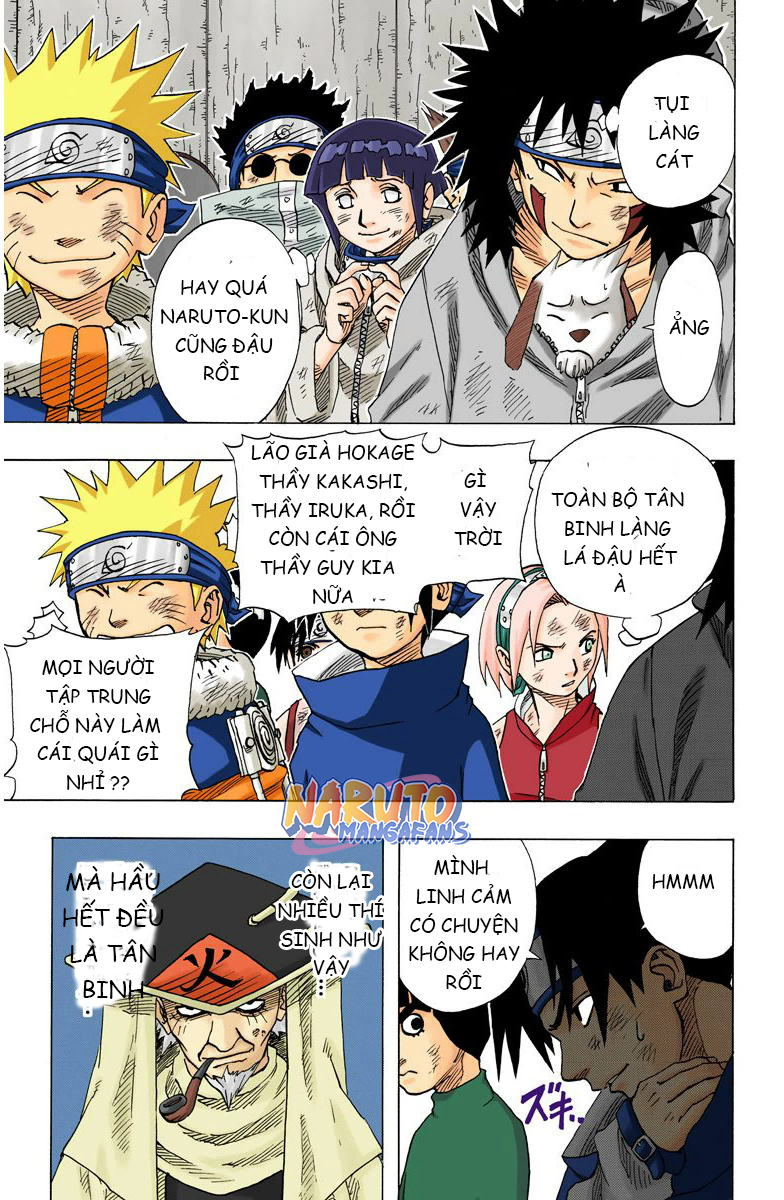 TỤI
LÀNG
CÁT
ẲNG
HAY QUÁ
NARUTO-KUN
CŨNG ĐẬU
RỒI
TOÀN BỘ TÂN
BINH LÀNG
LÁ ĐẬU HẾT
À
GÌ
VẬY
TRỜI
LÃO GIÀ HOKAGE
THẦY KAKASHI,
THẦY IRUKA, RỒI
CÒN CÁI ÔNG
THẦY GUY KIA
NỮA
MỌI NGƯỜI
TẬP TRUNG
CHỖ NÀY LÀM
CÁI QUÁI GÌ
NHỈ ??
NARUTO
MANGAFANS
HMMM
MÌNH
LINH CẢM
CÓ CHUYỆN
KHÔNG HAY
RỒI
ズキ..
CÒN LẠI
NHIỀU THÍ
SINH NHƯ
VẬY
MÀ HẦU
HẾT ĐỀU
LÀ TÂN
BINH
火